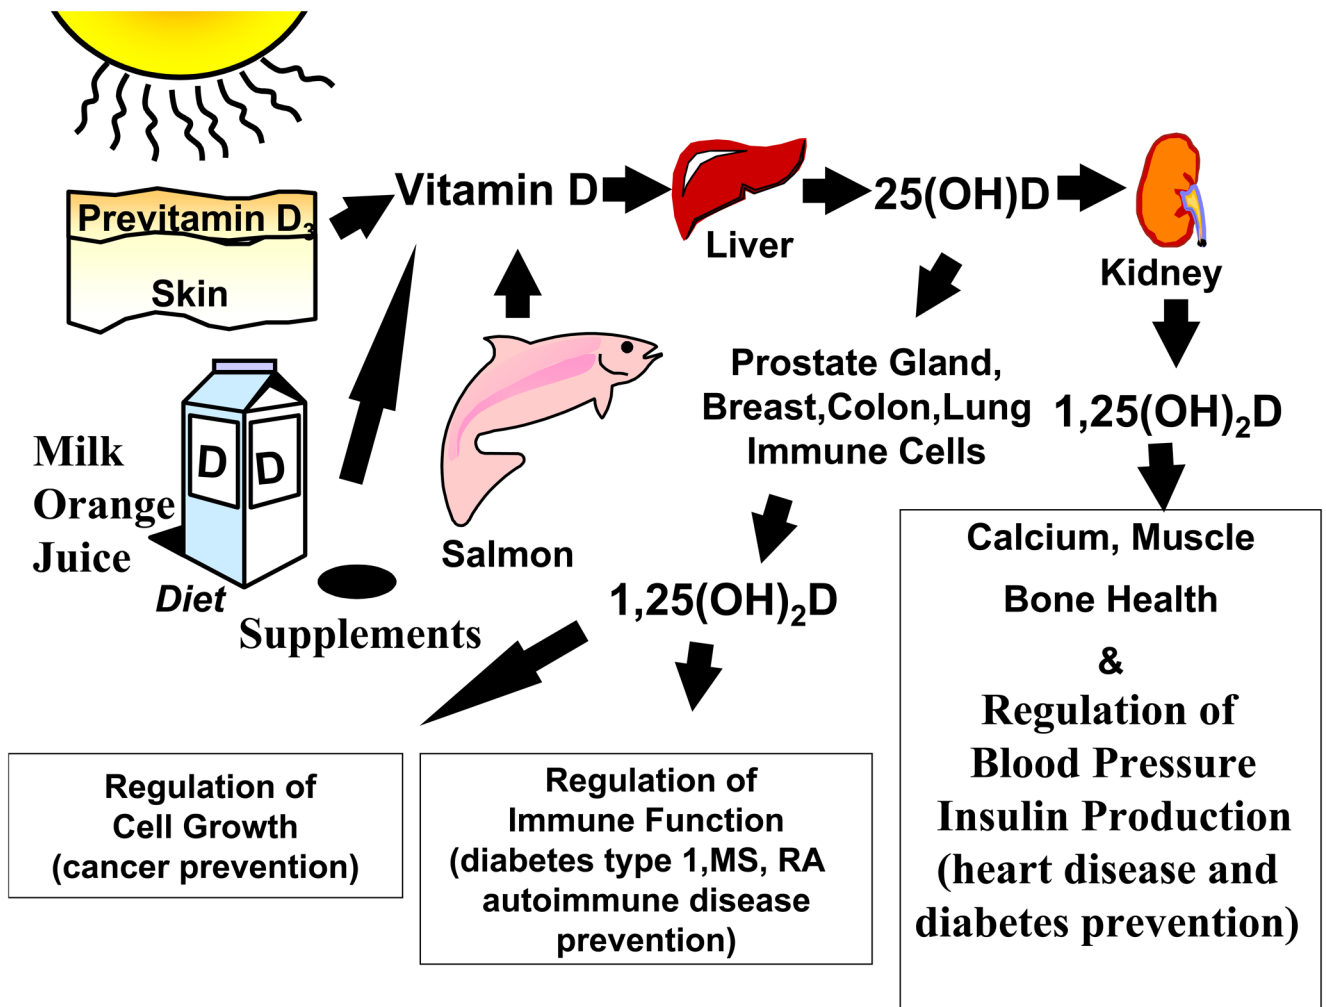 Previtamin D₃
Skin
Vitamin D
Liver
25(OH)D
Kidney
Milk
Orange
Juice
D D
Diet
Supplements
Salmon
Prostate Gland,
Breast,Colon,Lung
Immune Cells
1,25(OH)₂D
1,25(OH)₂D
Regulation of
Cell Growth
(cancer prevention)
Regulation of
Immune Function
(diabetes type 1,MS, RA
autoimmune disease
prevention)
Calcium, Muscle
Bone Health
&
Regulation of
Blood Pressure
Insulin Production
(heart disease and
diabetes prevention)